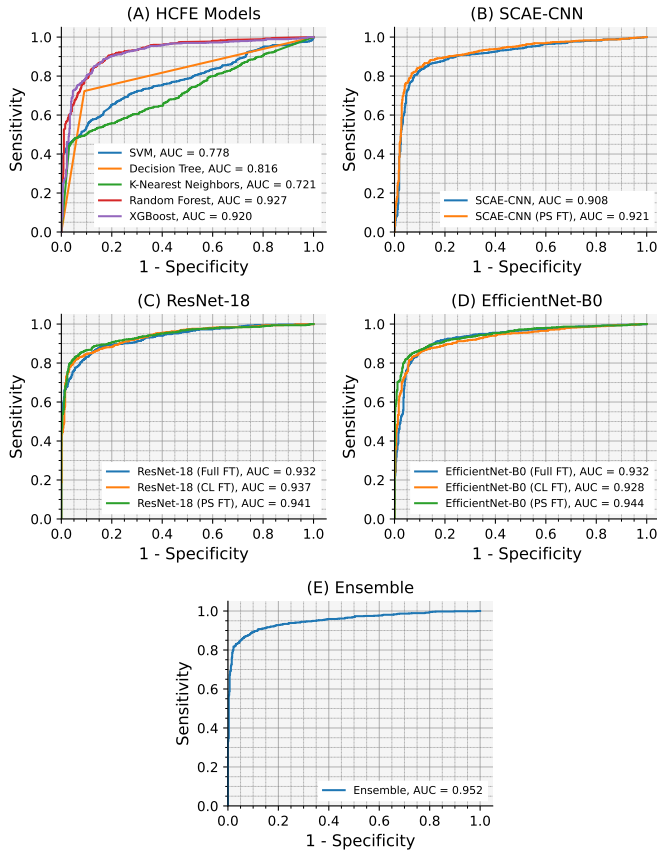 (A) HCFE Models
1.0
0.8
0.6
0.4
0.2
0.0
Sensitivity
SVM, AUC = 0.778
Decision Tree, AUC = 0.816
K-Nearest Neighbors, AUC = 0.721
Random Forest, AUC = 0.927
XGBoost, AUC = 0.920
0.0 0.2 0.4 0.6 0.8 1.0
1 - Specificity
(B) SCAE-CNN
1.0
0.8
0.6
0.4
0.2
0.0
Sensitivity
SCAE-CNN, AUC = 0.908
SCAE-CNN (PS FT), AUC = 0.921
0.0 0.2 0.4 0.6 0.8 1.0
1 - Specificity
(C) ResNet-18
1.0
0.8
0.6
0.4
0.2
0.0
Sensitivity
ResNet-18 (Full FT), AUC = 0.932
ResNet-18 (CL FT), AUC = 0.937
ResNet-18 (PS FT), AUC = 0.941
0.0 0.2 0.4 0.6 0.8 1.0
1 - Specificity
(D) EfficientNet-B0
1.0
0.8
0.6
0.4
0.2
0.0
Sensitivity
EfficientNet-B0 (Full FT), AUC = 0.932
EfficientNet-B0 (CL FT), AUC = 0.928
EfficientNet-B0 (PS FT), AUC = 0.944
0.0 0.2 0.4 0.6 0.8 1.0
1 - Specificity
(E) Ensemble
1.0
0.8
0.6
0.4
0.2
0.0
Sensitivity
Ensemble, AUC = 0.952
0.0 0.2 0.4 0.6 0.8 1.0
1 - Specificity